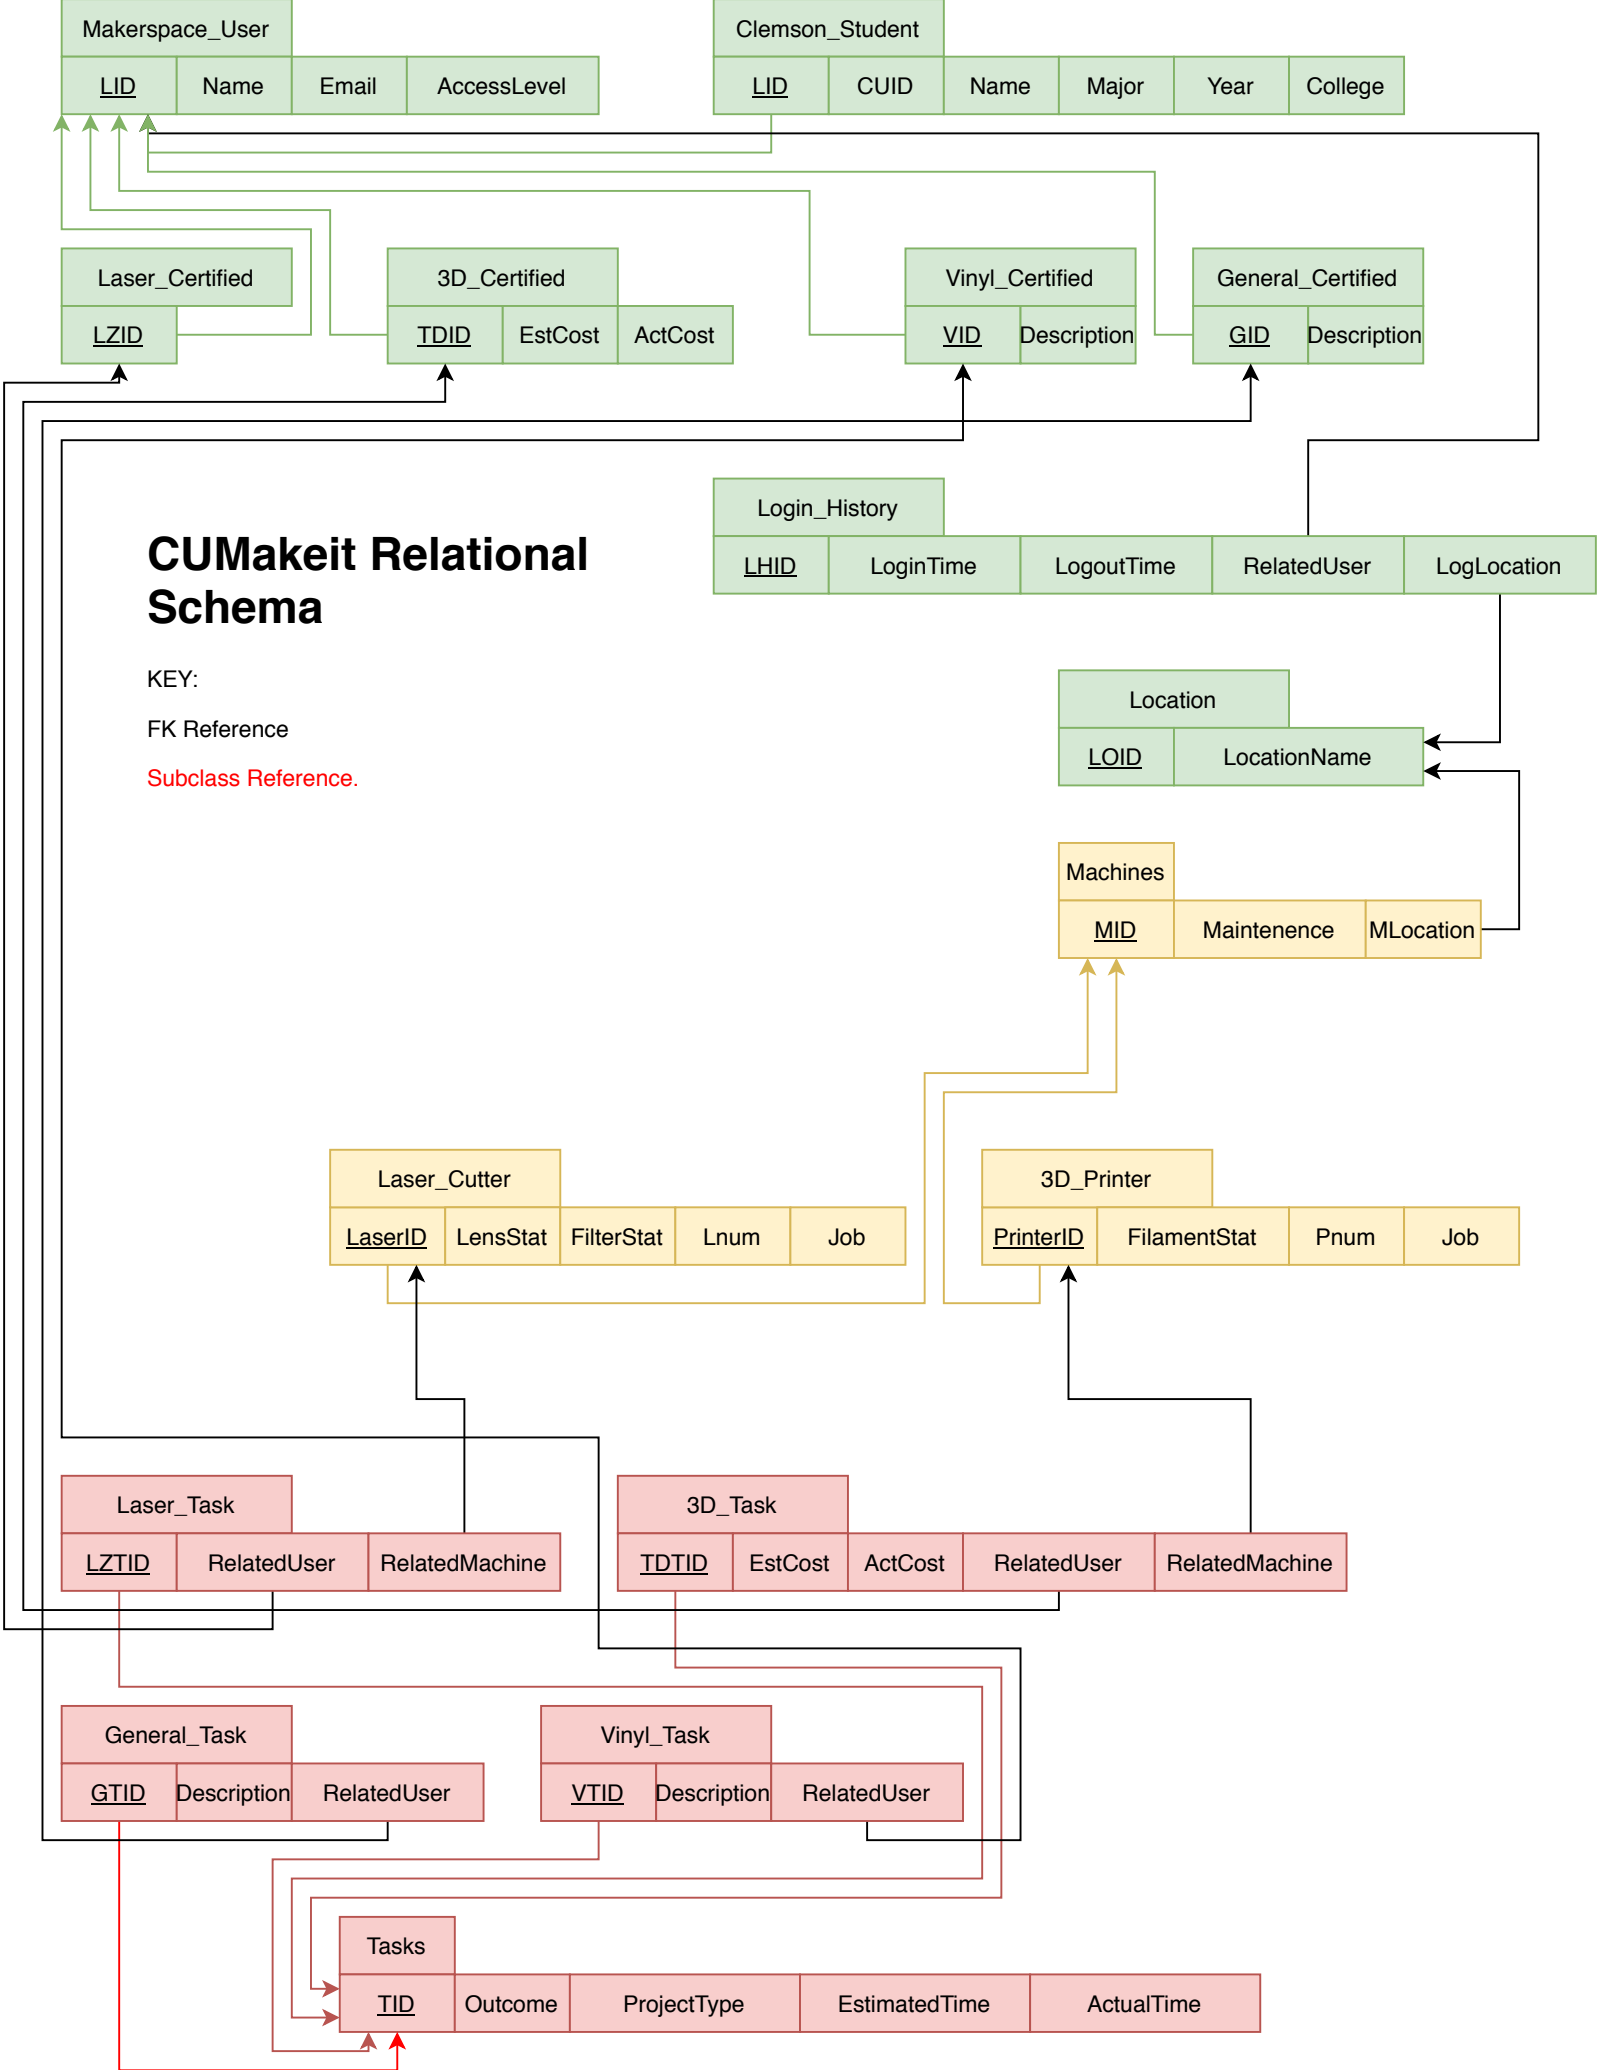 Makerspace_User
Clemson_Student
LID Name Email AccessLevel
LID CUID Name Major Year College
Laser_Certified
3D_Certified
Vinyl_Certified
General_Certified
LZID
TDID EstCost ActCost
VID Description
GID Description
Login_History
LHID LoginTime LogoutTime RelatedUser LogLocation
CUMakeit Relational
Schema
KEY:
FK Reference
Subclass Reference.
Location
LOID LocationName
Machines
MID Maintenence MLocation
Laser_Cutter
3D_Printer
LaserID LensStat FilterStat Lnum Job
PrinterID FilamentStat Pnum Job
Laser_Task
3D_Task
LZTID RelatedUser RelatedMachine
TDTID EstCost ActCost RelatedUser RelatedMachine
General_Task
Vinyl_Task
GTID Description RelatedUser
VTID Description RelatedUser
Tasks
TID Outcome ProjectType EstimatedTime ActualTime